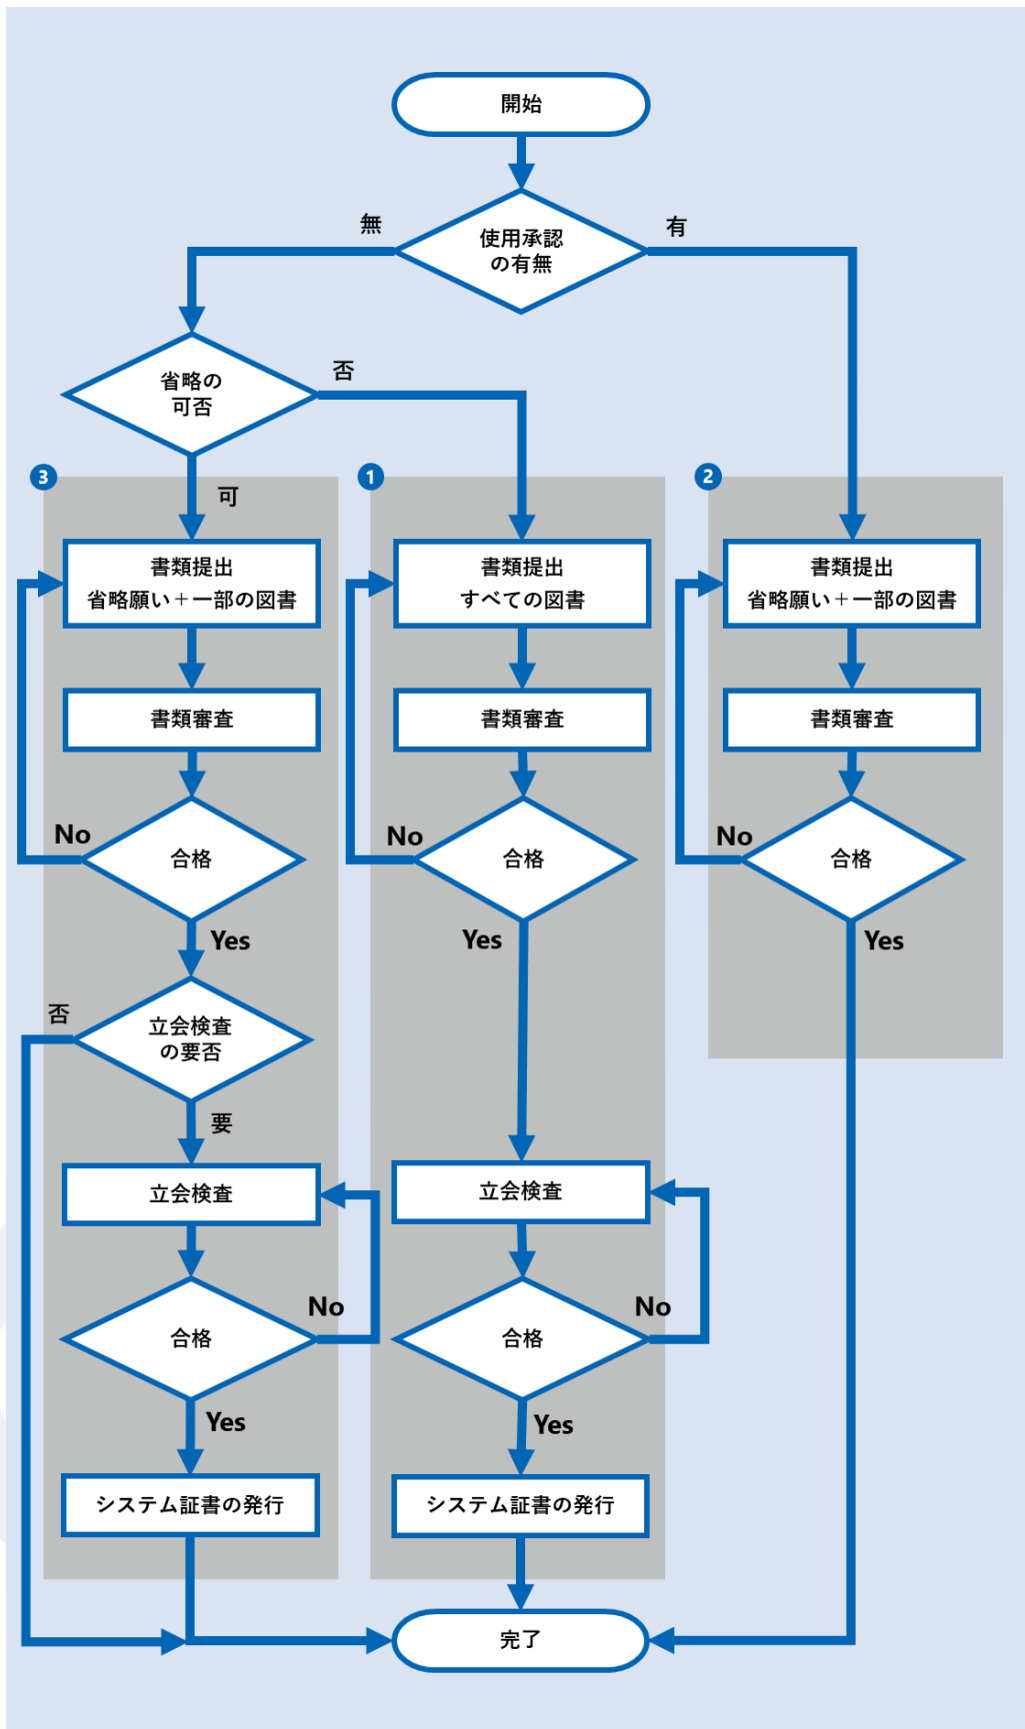 開始
使用承認
の有無
無
有
省略の
可否
否
可
3
書類提出
省略願い+一部の図書
書類審査
合格
No
Yes
立会検査
の要否
否
要
立会検査
合格
No
Yes
システム証書の発行
1
書類提出
すべての図書
書類審査
合格
No
Yes
立会検査
合格
No
Yes
システム証書の発行
2
書類提出
省略願い+一部の図書
書類審査
合格
No
Yes
完了